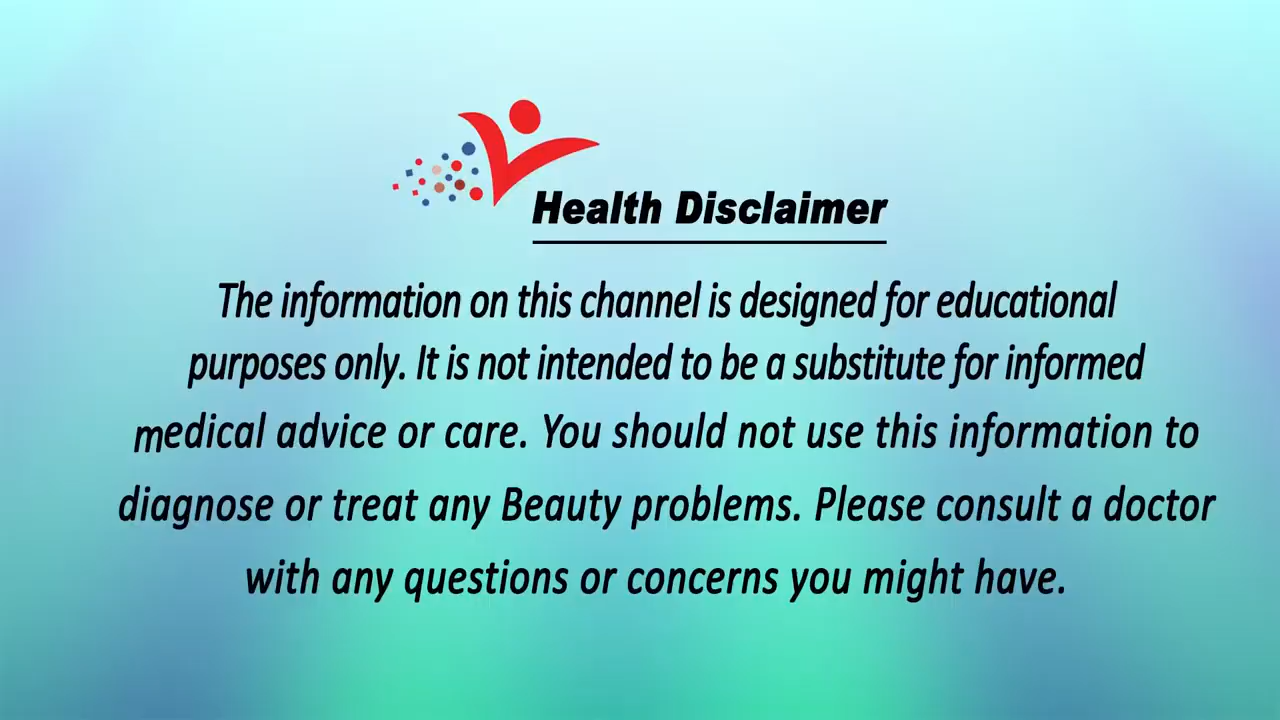 Health Disclaimer
The information on this channel is designed for educational
purposes only. It is not intended to be a substitute for informed
medical advice or care. You should not use this information to
diagnose or treat any Beauty problems. Please consult a doctor
with any questions or concerns you might have.